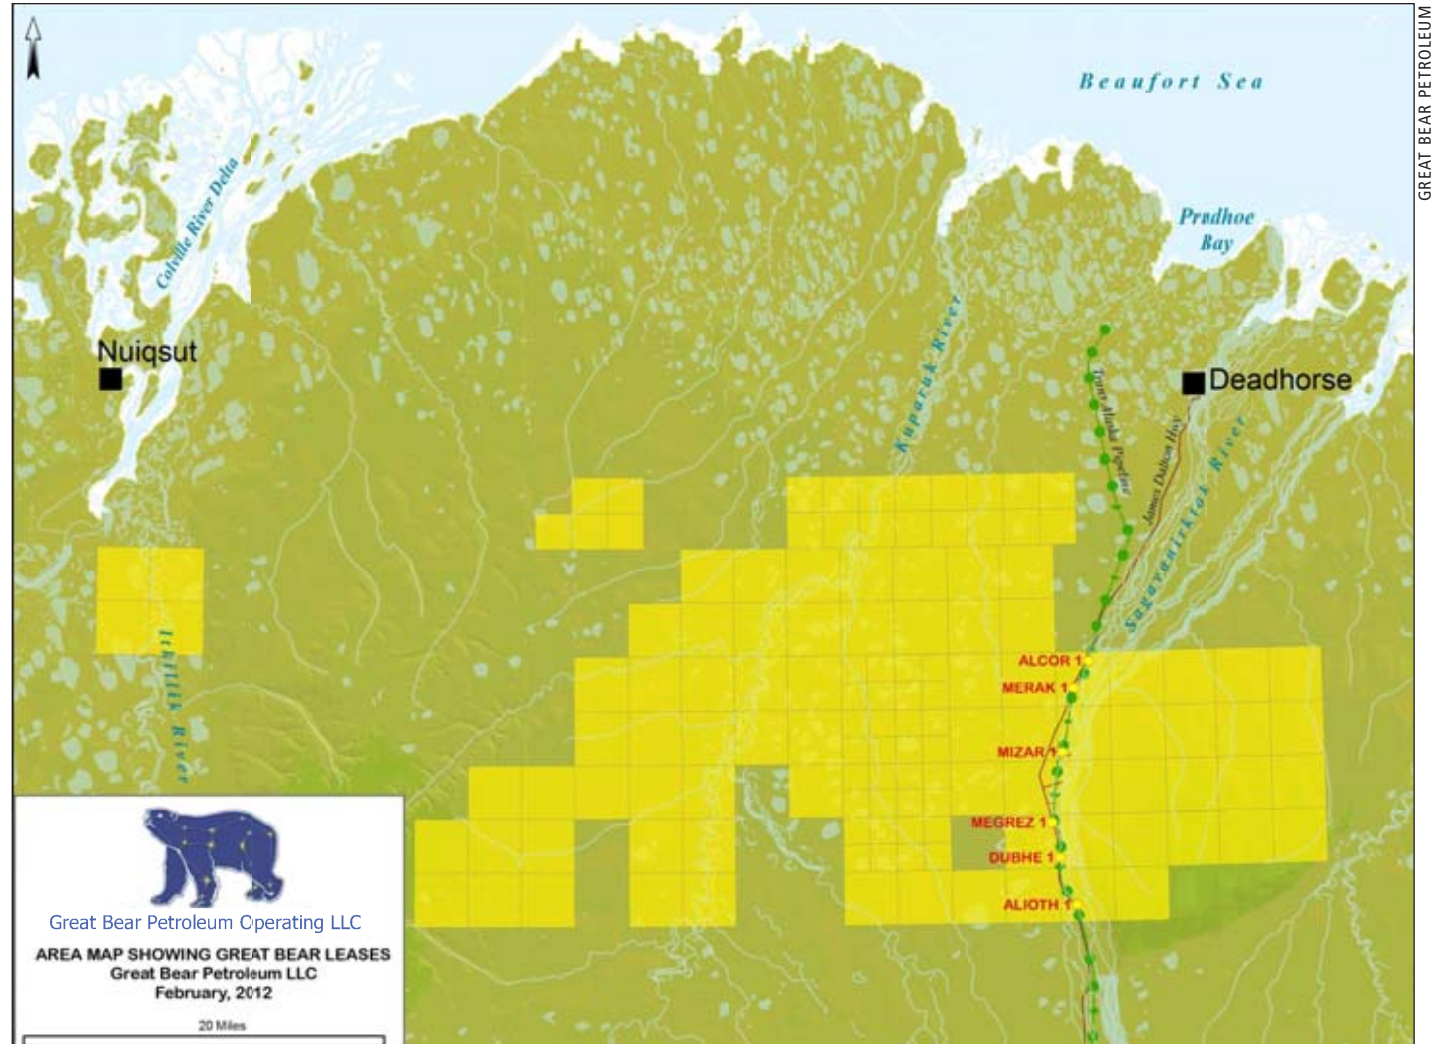 GREAT BEAR PETROLEUM
Beaufort Sea
Colville River Delta
Prudhoe
Bay
Nuiqsut
Kuparuk River
Deadhorse
Trans Alaska Pipeline
James Dalton Hwy
Sagavanirktok River
Itkillik River
ALCOR 1
MERAK 1
MIZAR 1
MEGREZ 1
DUBHE 1
ALIOTH 1
Great Bear Petroleum Operating LLC
AREA MAP SHOWING GREAT BEAR LEASES
Great Bear Petroleum LLC
February, 2012
20 Miles